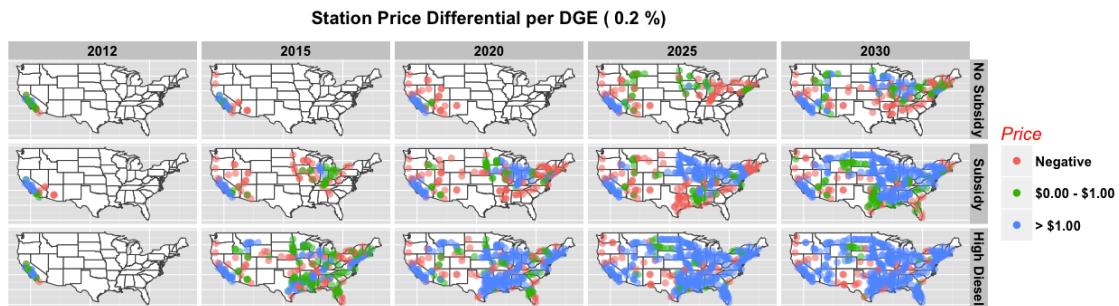 Station Price Differential per DGE ( 0.2 %)
2012 2015 2020 2025 2030
No Subsidy
Subsidy
High Diesel
Price
Negative
$0.00 - $1.00
> $1.00